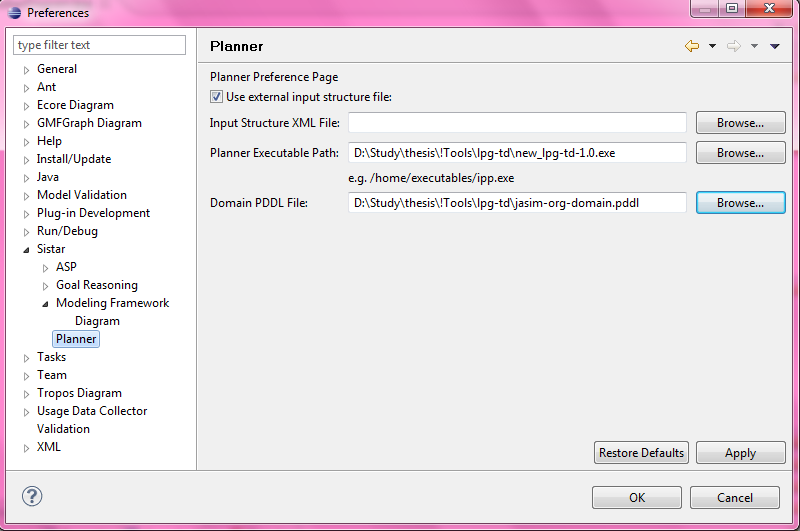 Preferences
type filter text
General
Ant
Ecore Diagram
GMFGraph Diagram
Help
Install/Update
Java
Model Validation
Plug-in Development
Run/Debug
Sistar
ASP
Goal Reasoning
Modeling Framework
Diagram
Planner
Tasks
Team
Tropos Diagram
Usage Data Collector
Validation
XML
Planner
Planner Preference Page
Use external input structure file:
Input Structure XML File: Browse...
Planner Executable Path: D:\Study\thesis\!Tools\lpg-td\new_lpg-td-1.0.exe Browse...
e.g. /home/executables/ipp.exe
Domain PDDL File: D:\Study\thesis\!Tools\lpg-td\jasim-org-domain.pddl Browse...
Restore Defaults Apply
? OK Cancel